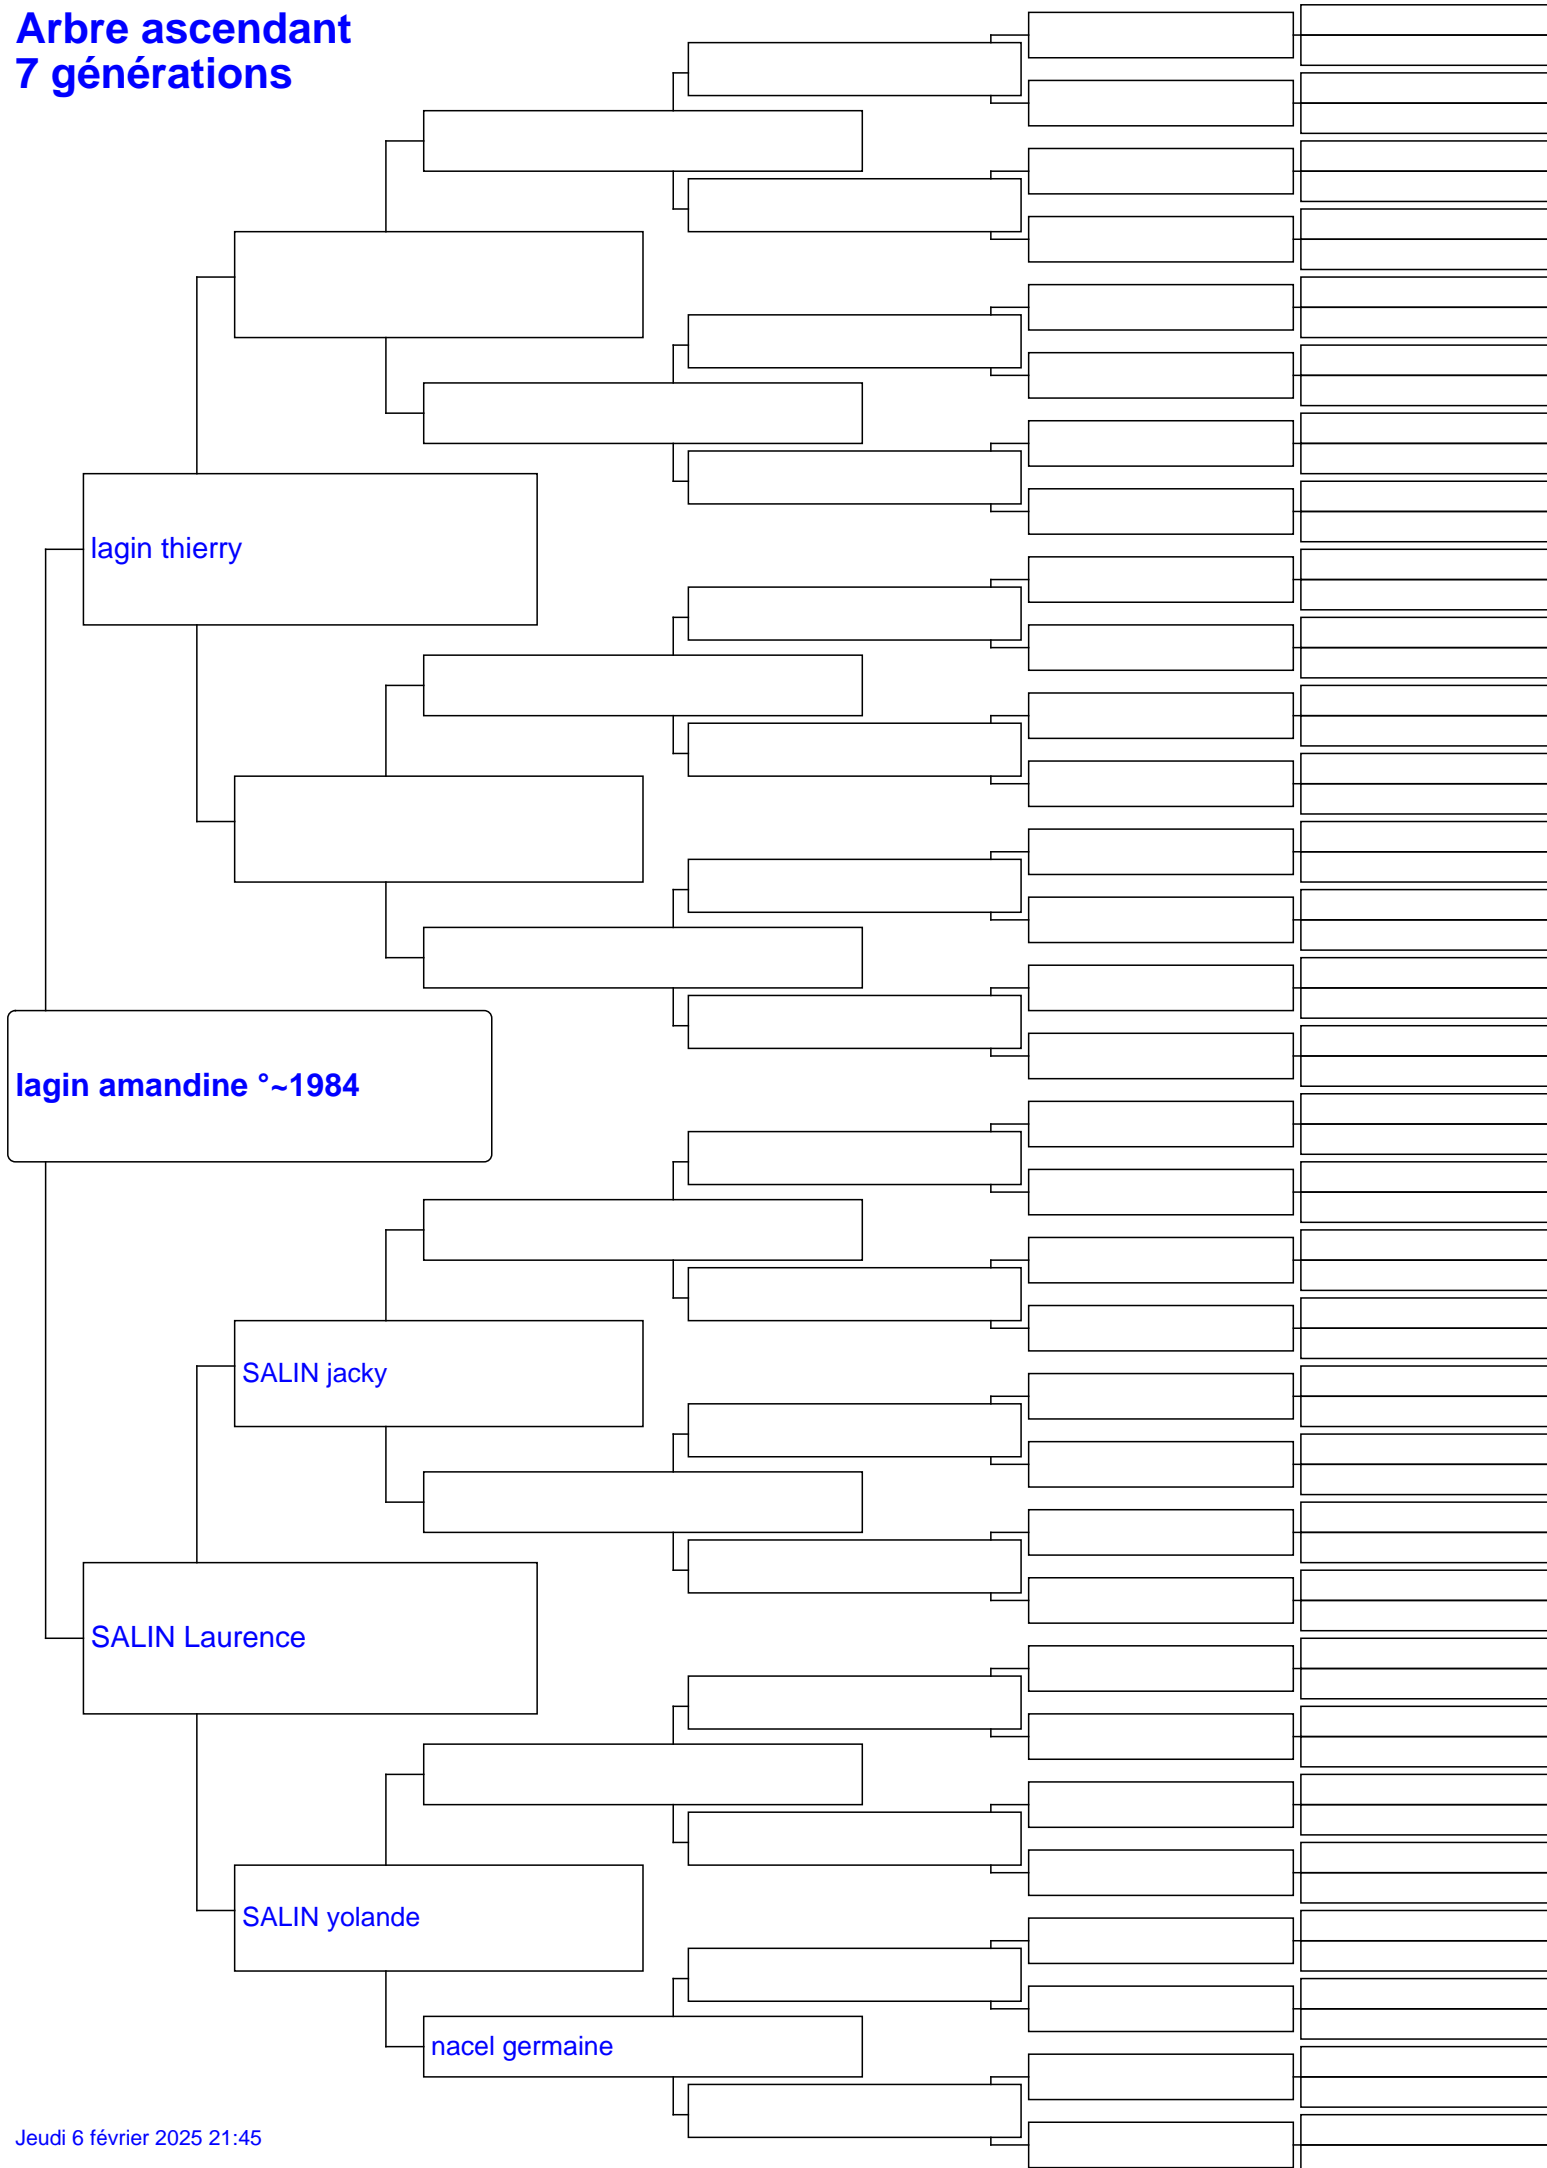 Arbre ascendant
7 générations
lagin thierry
lagin amandine °~1984
SALIN jacky
SALIN Laurence
SALIN yolande
nacel germaine
Jeudi 6 février 2025 21:45